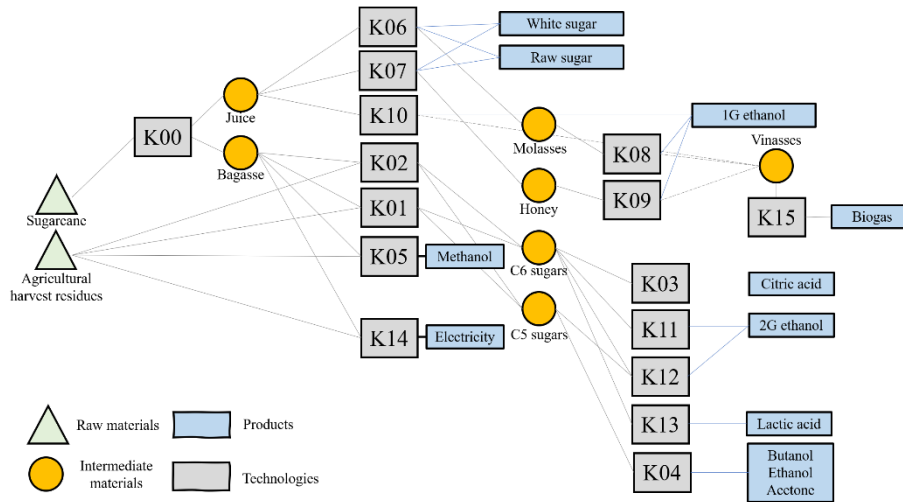 K06
White sugar
K07
Raw sugar
Juice
K10
1G ethanol
K00
Molasses
K08
Vinasses
Bagasse
K02
Honey
K09
Sugarcane
K01
K15
Biogas
K05
Methanol
C6 sugars
Agricultural
harvest residues
K03
Citric acid
K14
Electricity
C5 sugars
K11
2G ethanol
K12
Raw materials
Products
K13
Lactic acid
Intermediate
materials
Technologies
K04
Butanol
Ethanol
Acetone